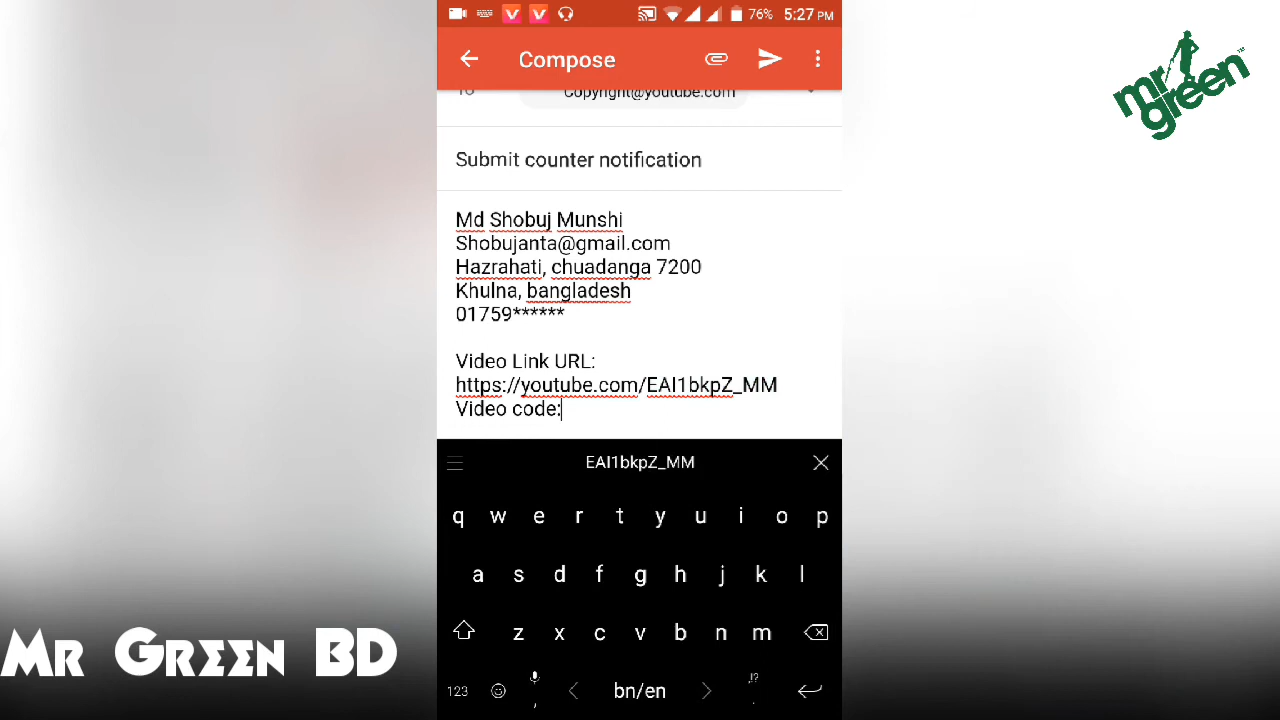 76% 5:27 PM
Compose
To Copyright@youtube.com
Submit counter notification
Md Shobuj Munshi
Shobujanta@gmail.com
Hazrahati, chuadanga 7200
Khulna, bangladesh
01759******
Video Link URL:
https://youtube.com/EAI1bkpZ_MM
Video code:
EAI1bkpZ_MM
q w e r t y u i o p
a s d f g h j k l
z x c v b n m
123 , bn/en ,!? .
mr green ™
Mr Green BD